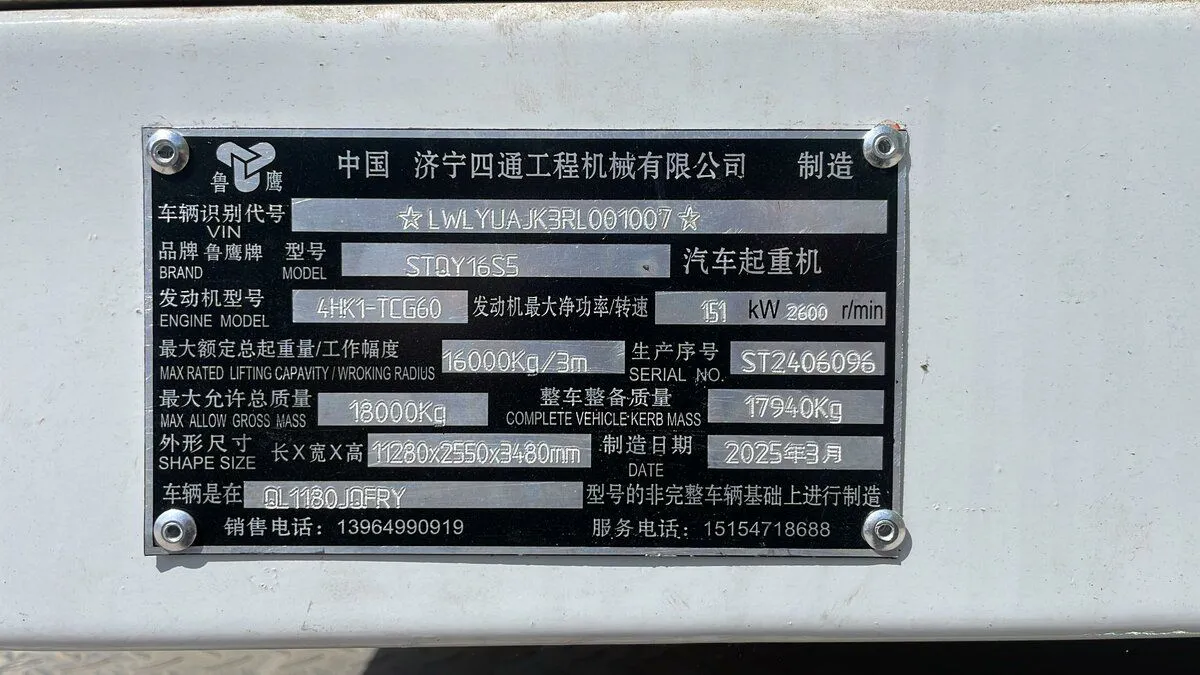 鲁鹰 中国 济宁四通工程机械有限公司 制造
车辆识别代号 ☆LWLYUAJK3RL001007☆
VIN
品牌 鲁鹰牌 型号 STQY16S5 汽车起重机
BRAND MODEL
发动机型号 4HK1-TCG60 发动机最大净功率/转速 151 kW 2600 r/min
ENGINE MODEL
最大额定总起重量/工作幅度 16000Kg/3m 生产序号 ST2406096
MAX RATED LIFTING CAPAVITY/WROKING RADIUS SERIAL NO.
最大允许总质量 18000Kg 整车整备质量 17940Kg
MAX ALLOW GROSS MASS COMPLETE VEHICLE KERB MASS
外形尺寸 长X宽X高 11280x2550x3480mm 制造日期 2025年3月
SHAPE SIZE DATE
车辆是在 QL1180JQFRY 型号的非完整车辆基础上进行制造
销售电话：13964990919 服务电话：15154718688